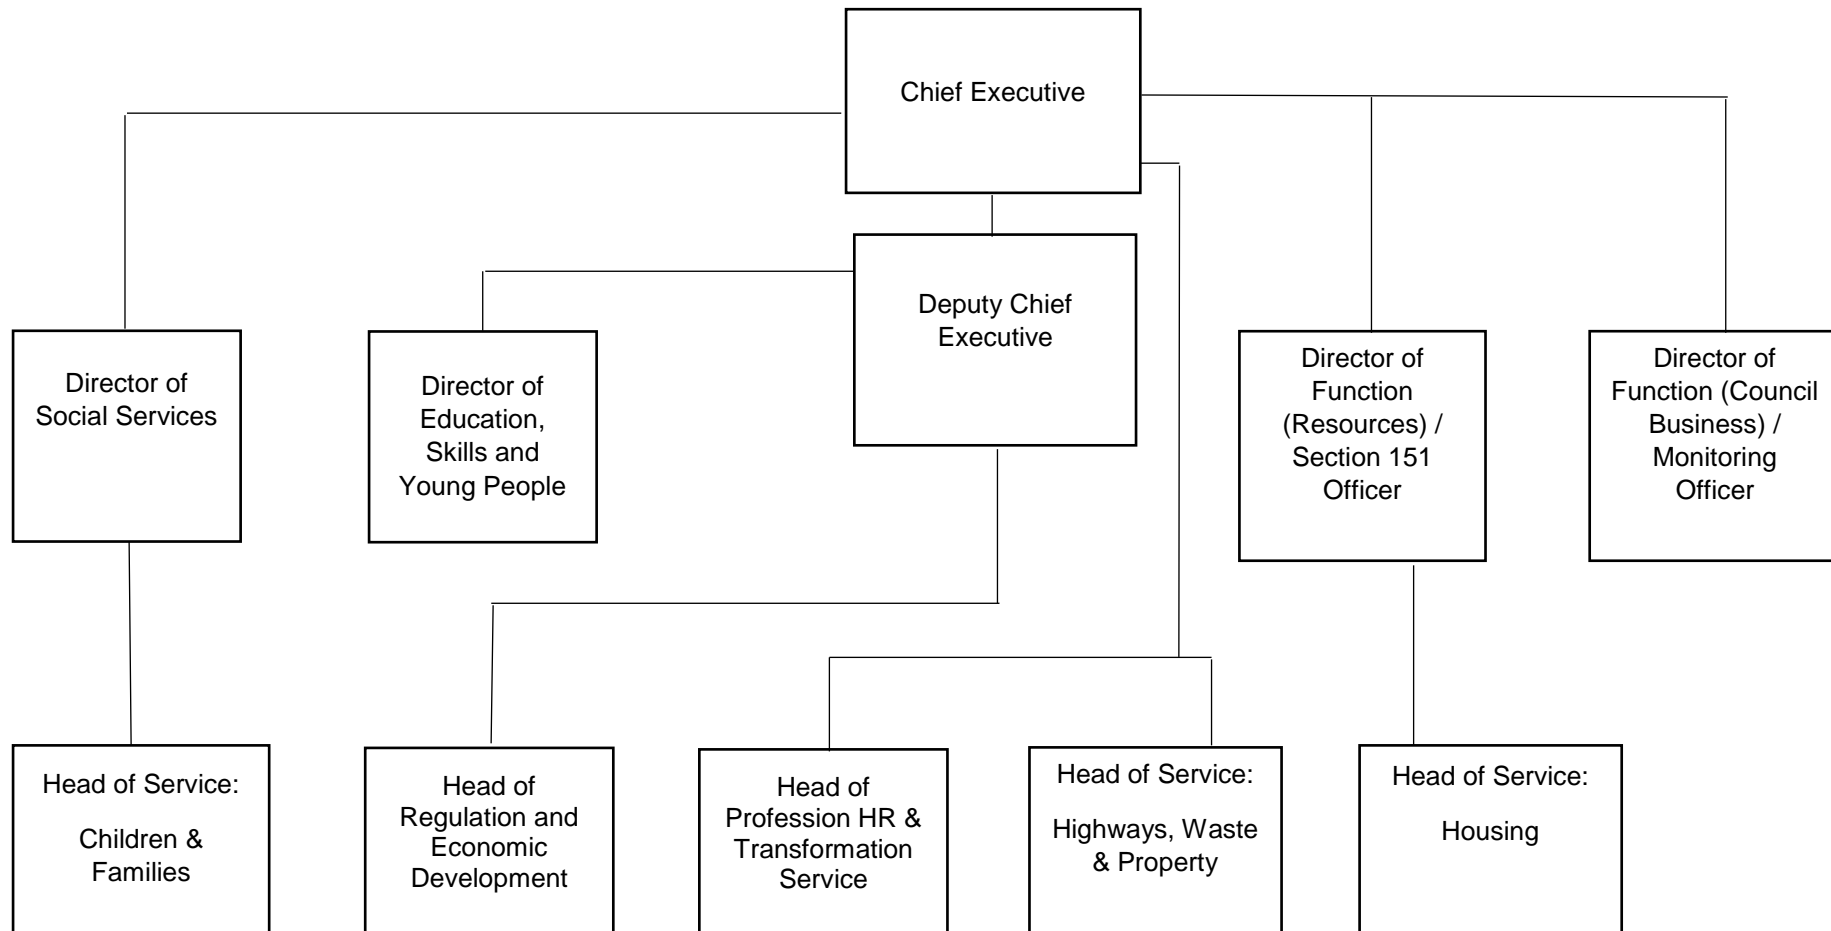 Chief Executive
Deputy Chief
Executive
Director of
Social Services
Director of
Education,
Skills and
Young People
Director of
Function
(Resources) /
Section 151
Officer
Director of
Function (Council
Business) /
Monitoring
Officer
Head of Service:
Children &
Families
Head of
Regulation and
Economic
Development
Head of
Profession HR &
Transformation
Service
Head of Service:
Highways, Waste
& Property
Head of Service:
Housing